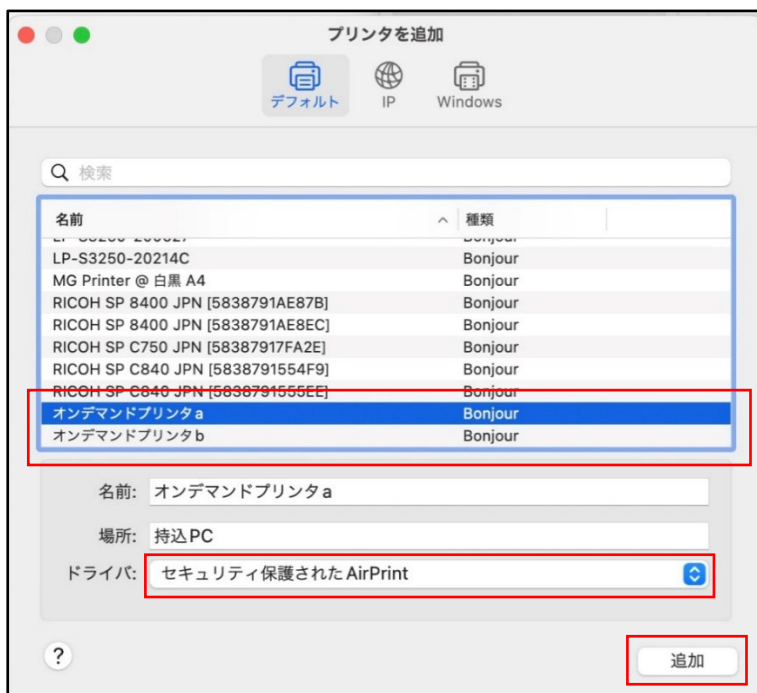 プリンタを追加
デフォルト IP Windows
検索
名前 種類
Bonjour
LP-S3250-20214C Bonjour
MG Printer @ 白黒 A4 Bonjour
RICOH SP 8400 JPN [5838791AE87B] Bonjour
RICOH SP 8400 JPN [5838791AE8EC] Bonjour
RICOH SP C750 JPN [58387917FA2E] Bonjour
RICOH SP C840 JPN [5838791554F9] Bonjour
RICOH SP C840 JPN [5838791555EE] Bonjour
オンデマンドプリンタa Bonjour
オンデマンドプリンタb Bonjour
名前: オンデマンドプリンタa
場所: 持込PC
ドライバ: セキュリティ保護されたAirPrint
? 追加